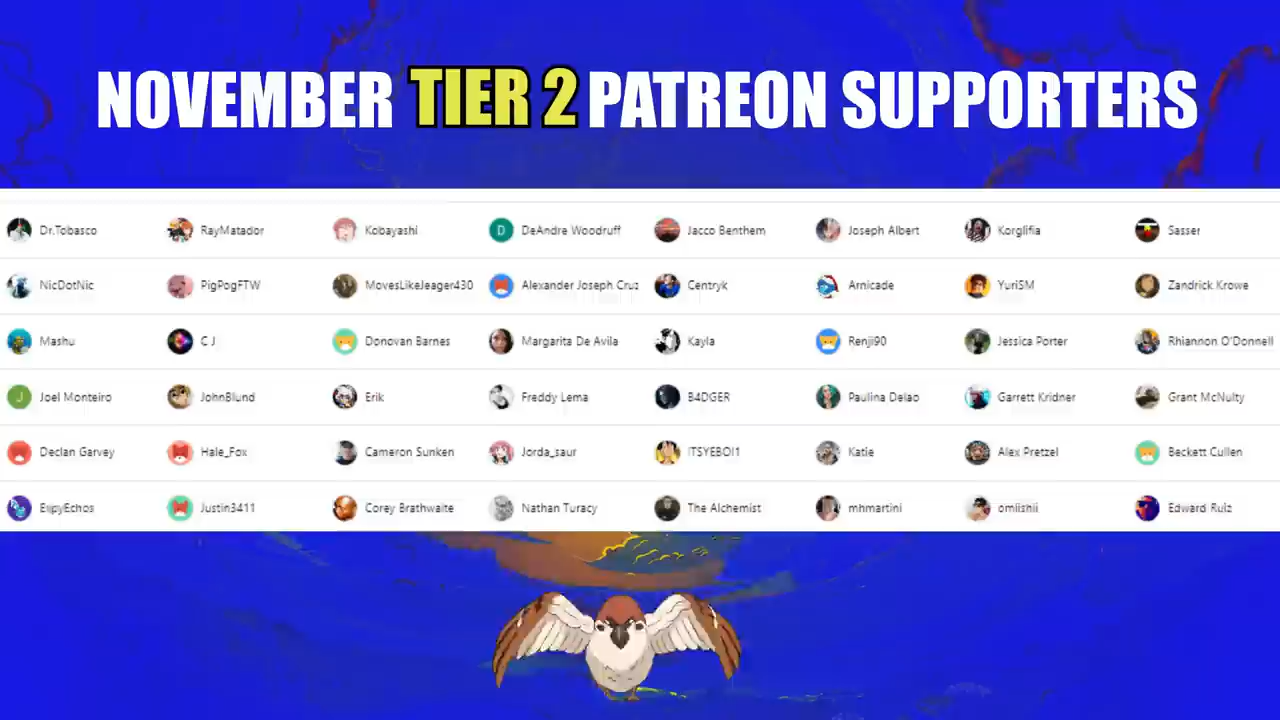 NOVEMBER TIER 2 PATREON SUPPORTERS
Dr.Tobasco RayMatador Kobayashi DeAndre Woodruff Jacco Benthem Joseph Albert Korglifia Sasser
NicDotNic PigPogFTW MovesLikeJeager430 Alexander Joseph Cruz Centryk Arnicade YuriSM Zandrick Krowe
Mashu C J Donovan Barnes Margarita De Avila Kayla Renji90 Jessica Porter Rhiannon O'Donnell
J Joel Monteiro JohnBlund Erik Freddy Lema B4DGER Paulina Delao Garrett Kridner Grant McNulty
Declan Garvey Hale_Fox Cameron Sunken Jorda_saur ITSYEBOI1 Katie Alex Pretzel Beckett Cullen
Justin3411 Corey Brathwaite Nathan Turacy The Alchemist mhmartini omiishii Edward Ruiz